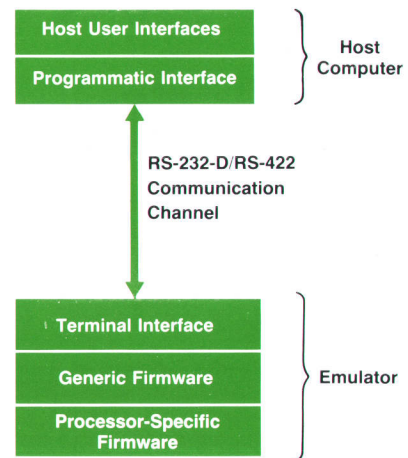 Host User Interfaces
Programmatic Interface
Host
Computer
RS-232-D/RS-422
Communication
Channel
Terminal Interface
Generic Firmware
Processor-Specific
Firmware
Emulator